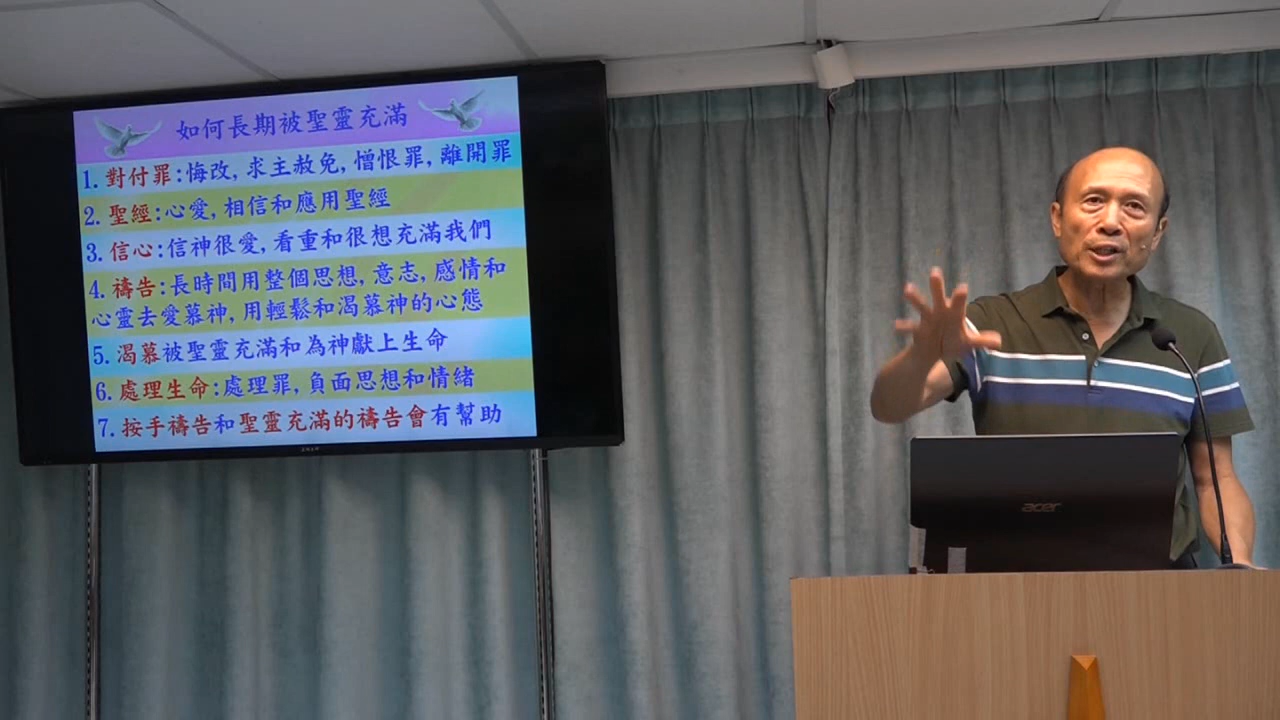 如何長期被聖靈充滿
1. 對付罪:悔改, 求主赦免, 憎恨罪, 離開罪
2. 聖經:心愛, 相信和應用聖經
3. 信心:信神很愛, 看重和很想充滿我們
4. 禱告:長時間用整個思想, 意志, 感情和
心靈去愛慕神, 用輕鬆和渴慕神的心態
5. 渴慕被聖靈充滿和為神獻上生命
6. 處理生命:處理罪, 負面思想和情緒
7. 按手禱告和聖靈充滿的禱告會有幫助
acer